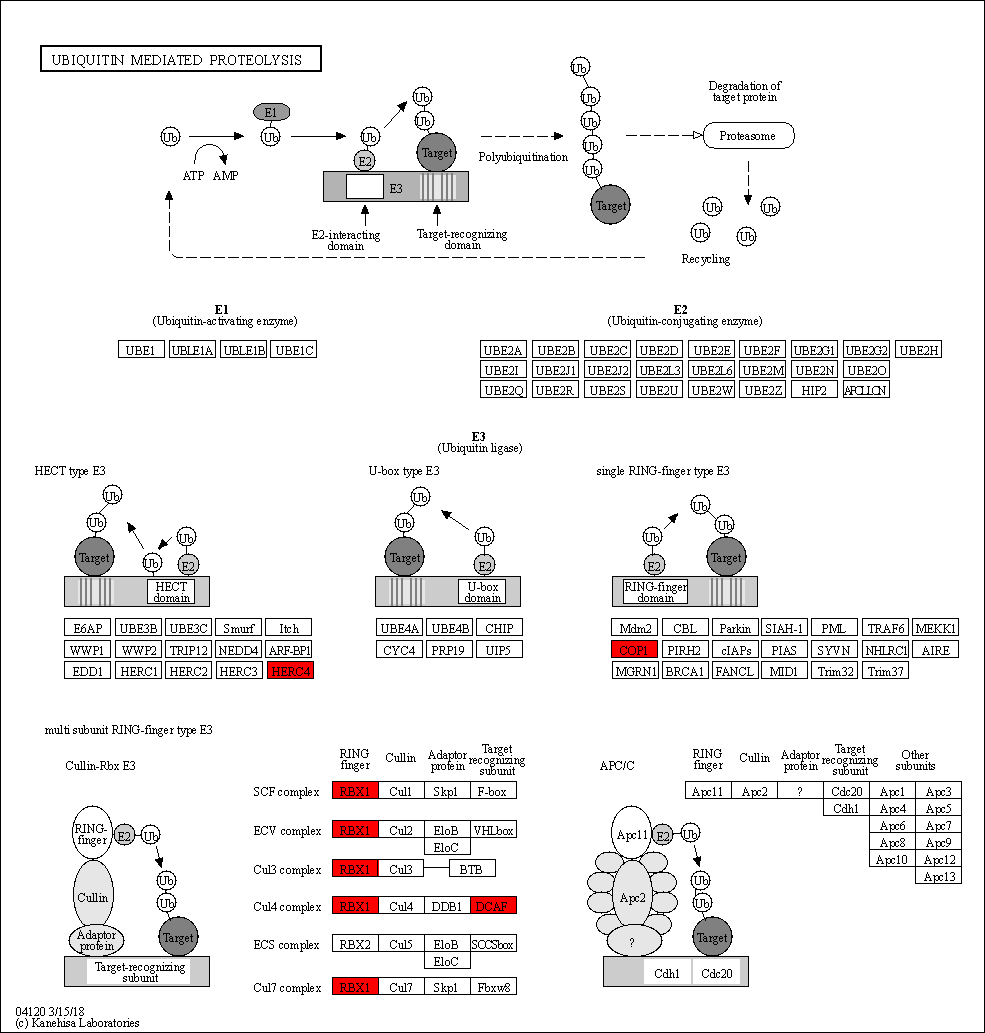 UBIQUITIN MEDIATED PROTEOLYSIS
Ub
Degradation of
target protein
E1
Ub
Ub
Ub
Ub
Ub
Ub
Ub
Proteasome
Target
Ub
Polyubiquitination
E2
ATP AMP
E3
Target
Ub
Ub
Ub
Ub
E2-interacting
domain
Target-recognizing
domain
Recycling
E1
(Ubiquitin-activating enzyme)
UBE1 UBLE1A UBLE1B UBE1C
E2
(Ubiquitin-conjugating enzyme)
UBE2A UBE2B UBE2C UBE2D UBE2E UBE2F UBE2G1 UBE2G2 UBE2H
UBE2I UBE2J1 UBE2J2 UBE2L3 UBE2L6 UBE2M UBE2N UBE2O
UBE2Q UBE2R UBE2S UBE2U UBE2W UBE2Z HIP2 APCLLCN
E3
(Ubiquitin ligase)
HECT type E3
Ub
Ub
Ub
Target
Ub
E2
HECT
domain
E6AP UBE3B UBE3C Smurf Itch
WWP1 WWP2 TRIP12 NEDD4 ARF-BP1
EDD1 HERC1 HERC2 HERC3 HERC4
U-box type E3
Ub
Ub
Ub
Target
E2
U-box
domain
UBE4A UBE4B CHIP
CYC4 PRP19 UIP5
single RING-finger type E3
Ub
Ub
Ub
E2
Target
RING-finger
domain
Mdm2 CBL Parkin SIAH-1 PML TRAF6 MEKK1
COP1 PIRH2 cIAPs PIAS SYVN NHLRC1 AIRE
MGRN1 BRCA1 FANCL MID1 Trim32 Trim37
multi subunit RING-finger type E3
Cullin-Rbx E3
RING-
finger
E2
Ub
Ub
Ub
Cullin
Adaptor
protein
Target
Target-recognizing
subunit
RING
finger
Cullin
Adaptor
protein
Target
recognizing
subunit
SCF complex RBX1 Cul1 Skp1 F-box
ECV complex RBX1 Cul2 EloB VHLbox
EloC
Cul3 complex RBX1 Cul3 BTB
Cul4 complex RBX1 Cul4 DDB1 DCAF
ECS complex RBX2 Cul5 EloB SOCSbox
EloC
Cul7 complex RBX1 Cul7 Skp1 Fbxw8
APC/C
RING
finger
Cullin
Adaptor
protein
Target
recognizing
subunit
Other
subunits
Apc11 Apc2 ? Cdc20 Apc1 Apc3
Cdh1 Apc4 Apc5
Apc6 Apc7
Apc8 Apc9
Apc10 Apc12
Apc13
Apc11
E2
Ub
Ub
Ub
Apc2
?
Target
Cdh1 Cdc20
04120 3/15/18
(c) Kanehisa Laboratories